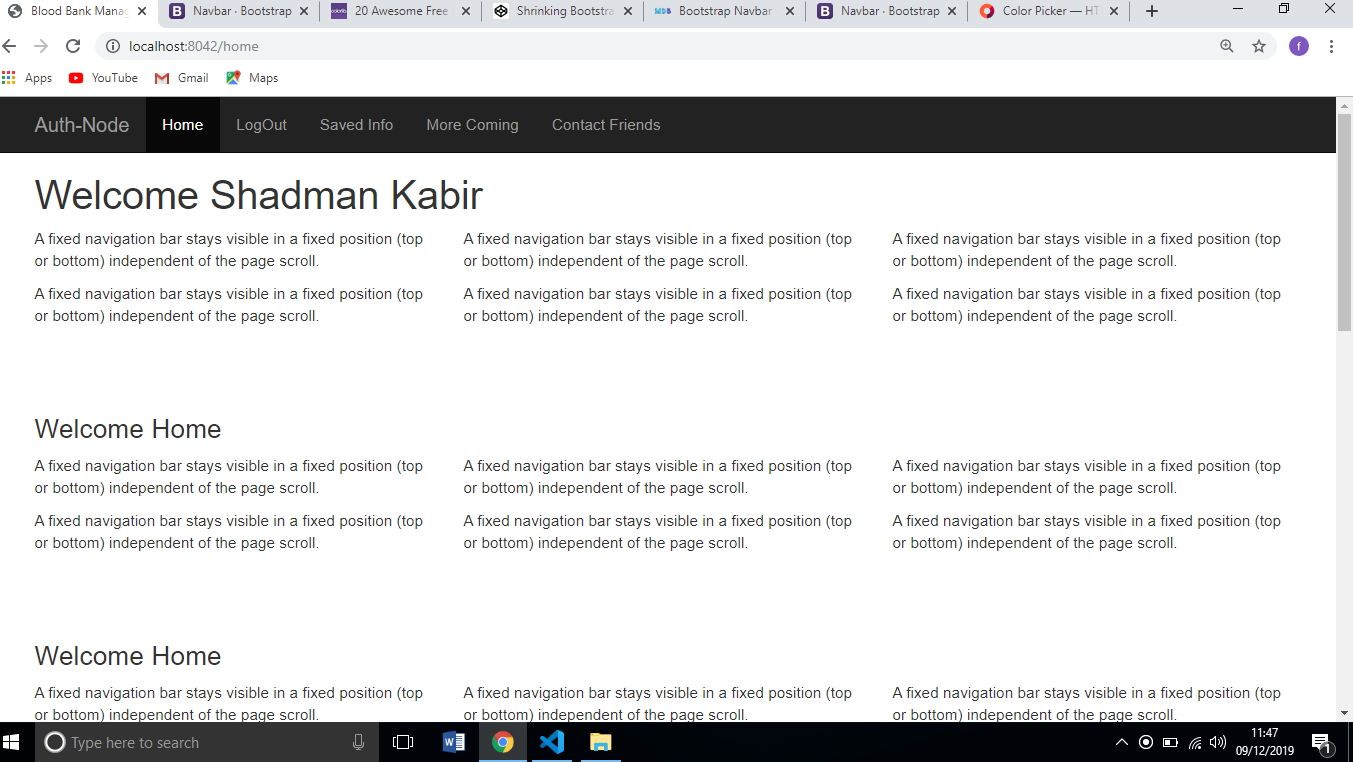 Blood Bank Manag
Navbar · Bootstrap
20 Awesome Free
Shrinking Bootstra
Bootstrap Navbar
Navbar · Bootstrap
Color Picker — HT
localhost:8042/home
f
Apps
YouTube
Gmail
Maps
Auth-Node
Home
LogOut
Saved Info
More Coming
Contact Friends
Welcome Shadman Kabir
A fixed navigation bar stays visible in a fixed position (top
or bottom) independent of the page scroll.
A fixed navigation bar stays visible in a fixed position (top
or bottom) independent of the page scroll.
A fixed navigation bar stays visible in a fixed position (top
or bottom) independent of the page scroll.
A fixed navigation bar stays visible in a fixed position (top
or bottom) independent of the page scroll.
A fixed navigation bar stays visible in a fixed position (top
or bottom) independent of the page scroll.
A fixed navigation bar stays visible in a fixed position (top
or bottom) independent of the page scroll.
Welcome Home
A fixed navigation bar stays visible in a fixed position (top
or bottom) independent of the page scroll.
A fixed navigation bar stays visible in a fixed position (top
or bottom) independent of the page scroll.
A fixed navigation bar stays visible in a fixed position (top
or bottom) independent of the page scroll.
A fixed navigation bar stays visible in a fixed position (top
or bottom) independent of the page scroll.
A fixed navigation bar stays visible in a fixed position (top
or bottom) independent of the page scroll.
A fixed navigation bar stays visible in a fixed position (top
or bottom) independent of the page scroll.
Welcome Home
A fixed navigation bar stays visible in a fixed position (top
or bottom) independent of the page scroll.
A fixed navigation bar stays visible in a fixed position (top
or bottom) independent of the page scroll.
A fixed navigation bar stays visible in a fixed position (top
or bottom) independent of the page scroll.
Type here to search
11:47
09/12/2019
1